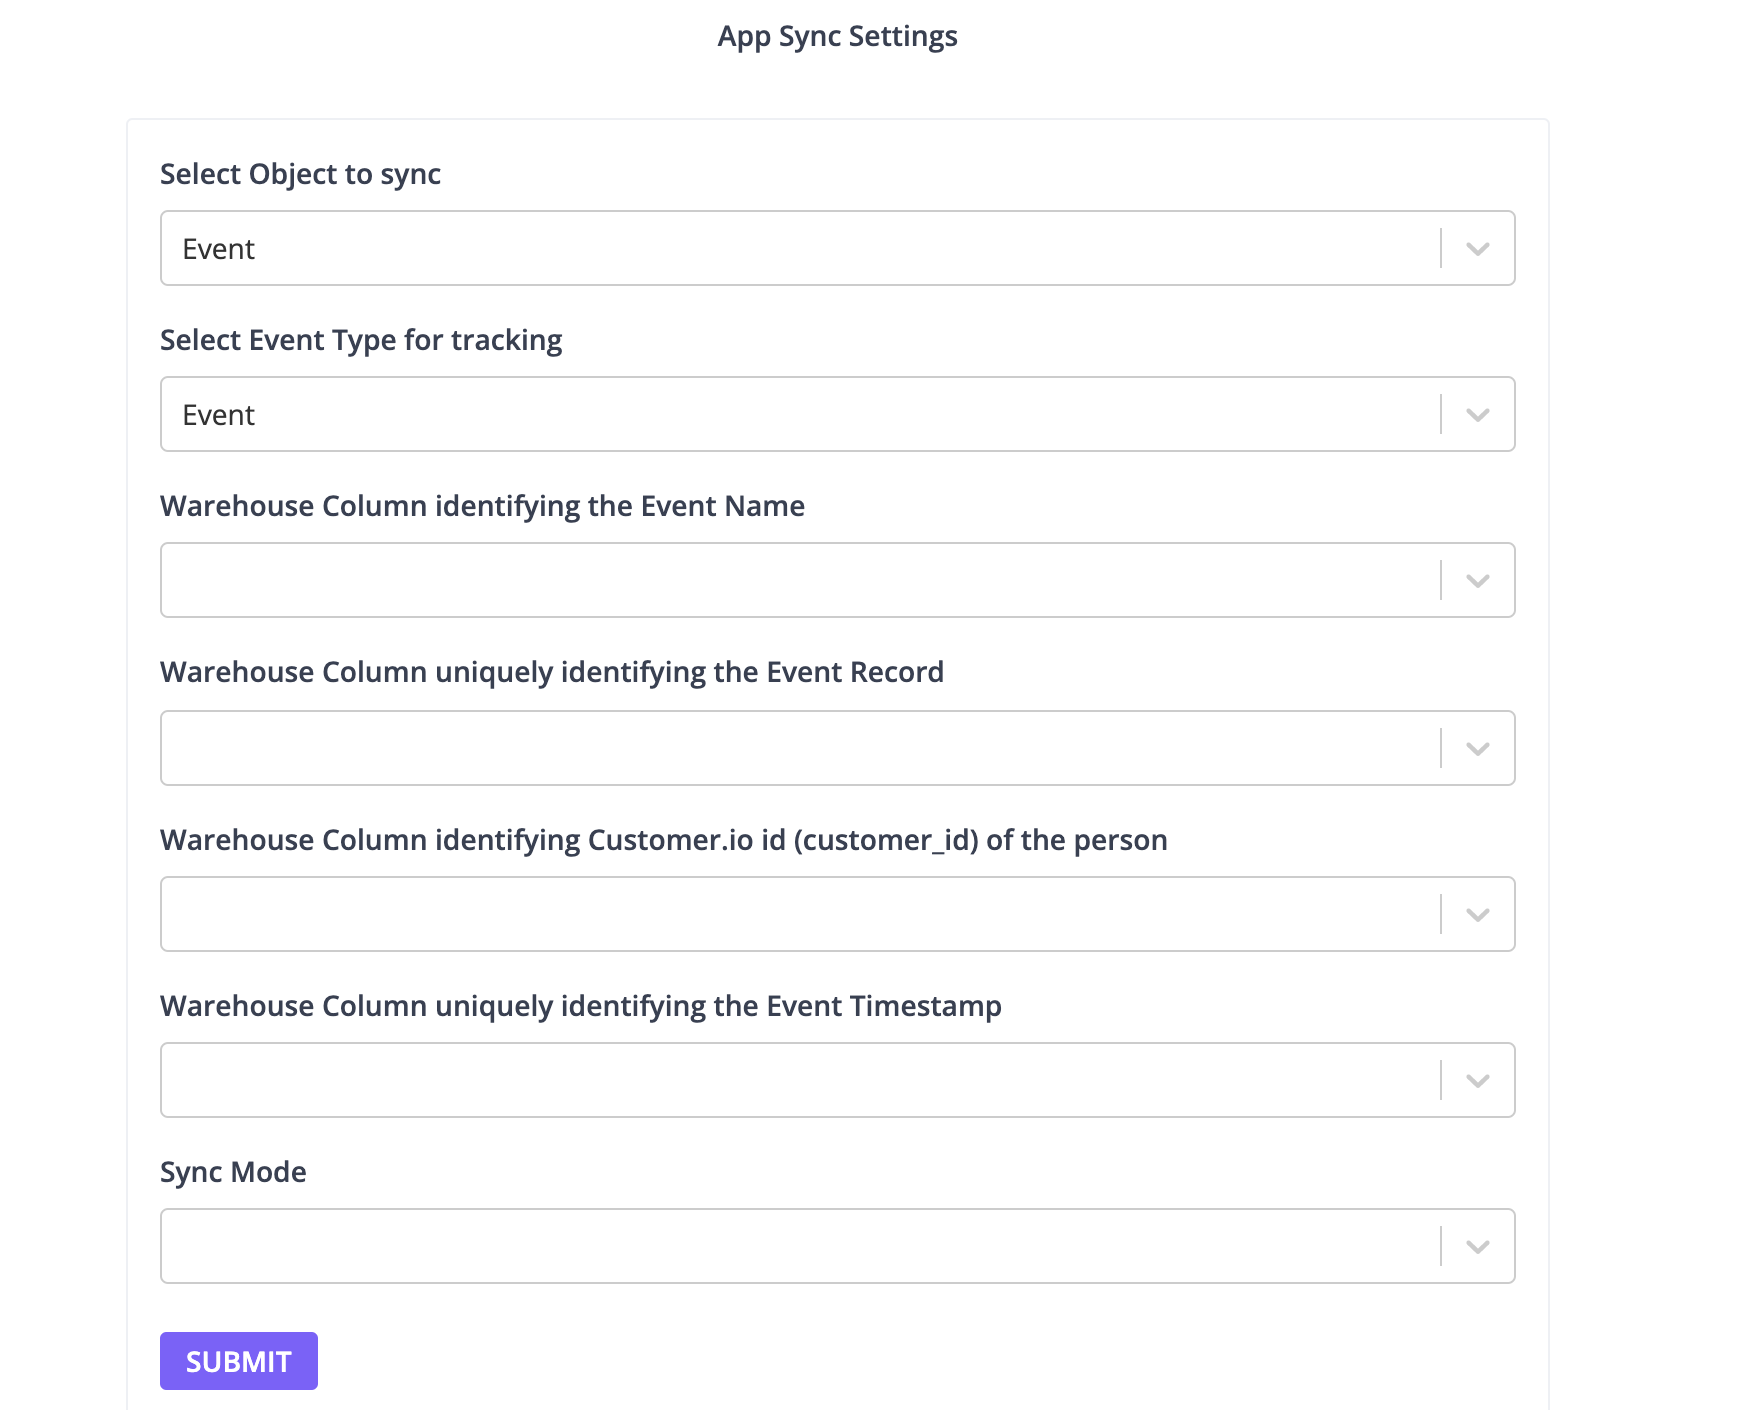 App Sync Settings
Select Object to sync
Event
Select Event Type for tracking
Event
Warehouse Column identifying the Event Name
Warehouse Column uniquely identifying the Event Record
Warehouse Column identifying Customer.io id (customer_id) of the person
Warehouse Column uniquely identifying the Event Timestamp
Sync Mode
SUBMIT